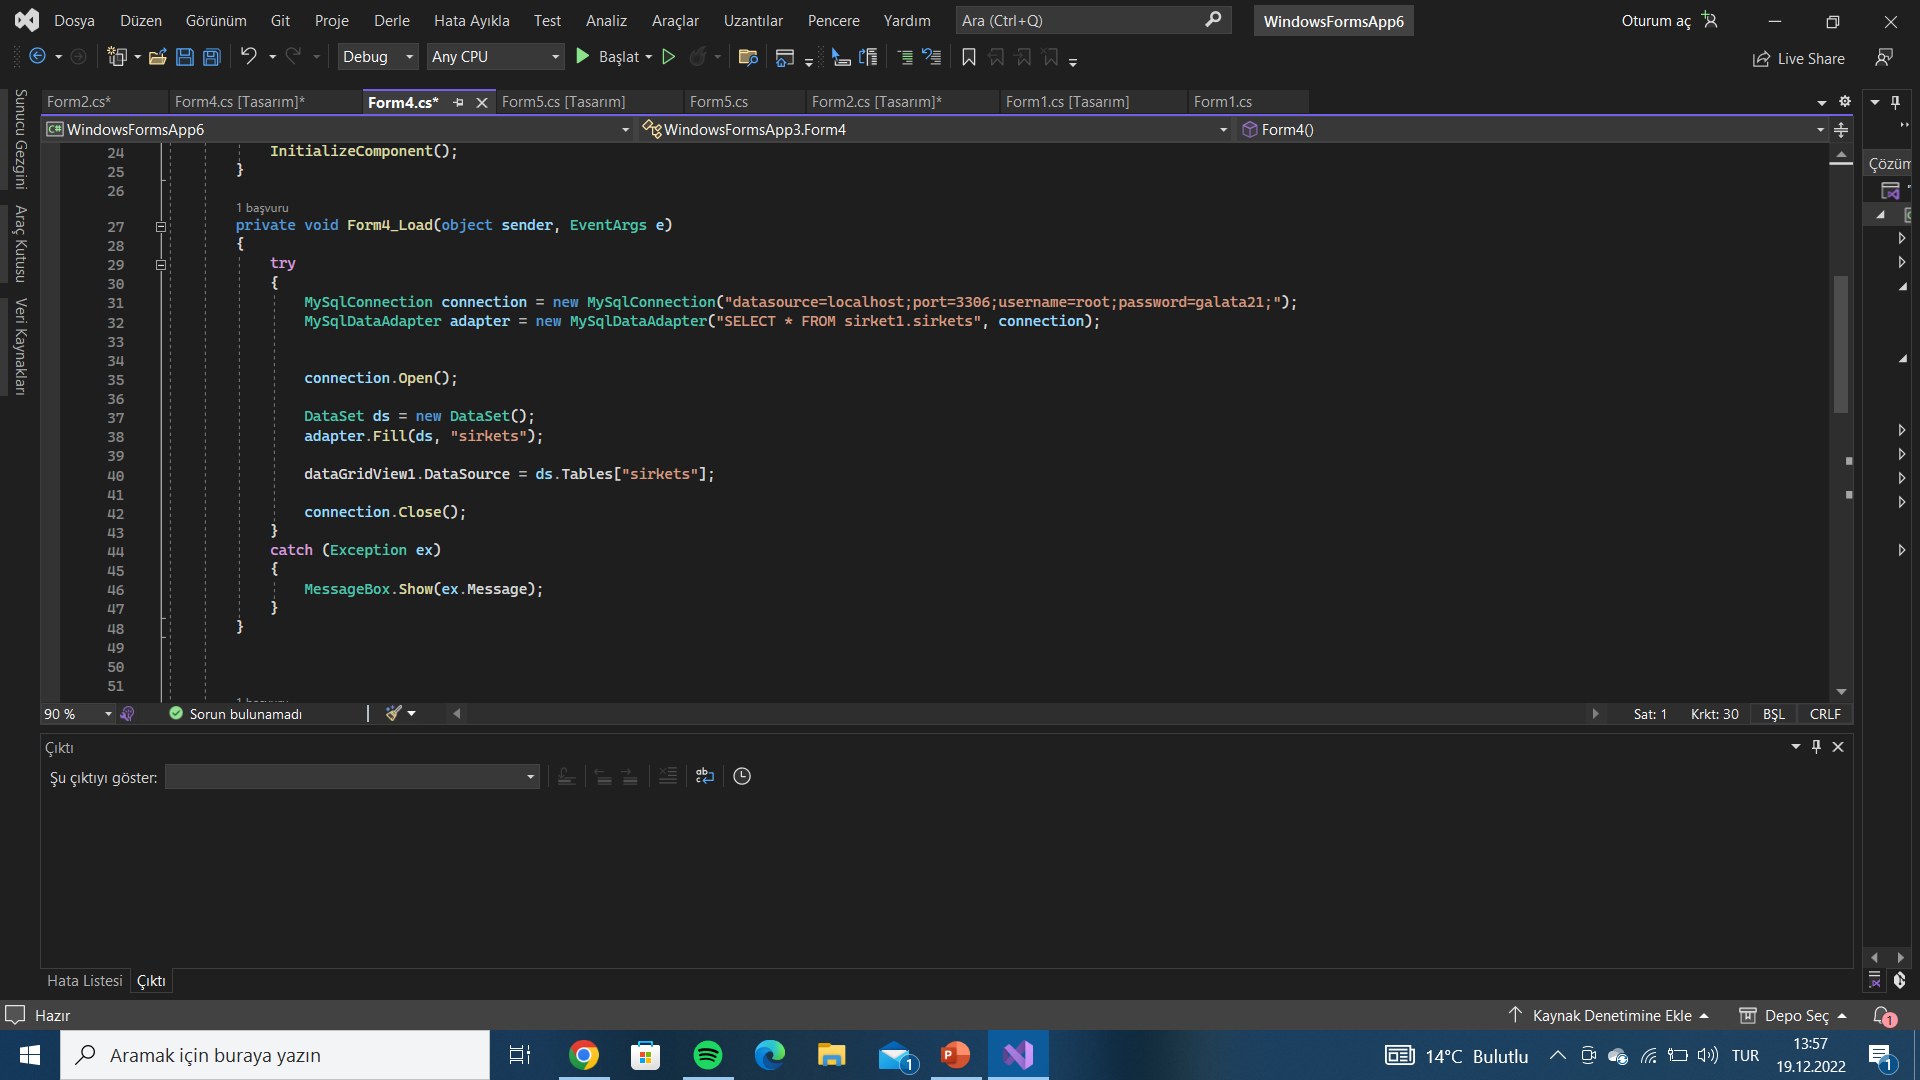 Dosya Düzen Görünüm Git Proje Derle Hata Ayıkla Test Analiz Araçlar Uzantılar Pencere Yardım Ara (Ctrl+Q) WindowsFormsApp6 Oturum aç
Debug Any CPU Başlat Live Share
Form2.cs* Form4.cs [Tasarım]* Form4.cs* Form5.cs [Tasarım] Form5.cs Form2.cs [Tasarım]* Form1.cs [Tasarım] Form1.cs
WindowsFormsApp6 WindowsFormsApp3.Form4 Form4()
Sunucu Gezgini
Araç Kutusu
Veri Kaynakları
Çözüm
24 InitializeComponent();
25 }
26
1 başvuru
27 private void Form4_Load(object sender, EventArgs e)
28 {
29 try
30 {
31 MySqlConnection connection = new MySqlConnection("datasource=localhost;port=3306;username=root;password=galata21;");
32 MySqlDataAdapter adapter = new MySqlDataAdapter("SELECT * FROM sirket1.sirkets", connection);
33
34
35 connection.Open();
36
37 DataSet ds = new DataSet();
38 adapter.Fill(ds, "sirkets");
39
40 dataGridView1.DataSource = ds.Tables["sirkets"];
41
42 connection.Close();
43 }
44 catch (Exception ex)
45 {
46 MessageBox.Show(ex.Message);
47 }
48 }
49
50
51
90 % Sorun bulunamadı Sat: 1 Krkt: 30 BŞL CRLF
Çıktı
Şu çıktıyı göster:
Hata Listesi Çıktı
Hazır Kaynak Denetimine Ekle Depo Seç 1
Aramak için buraya yazın 1 14°C Bulutlu TUR 13:57 1
19.12.2022